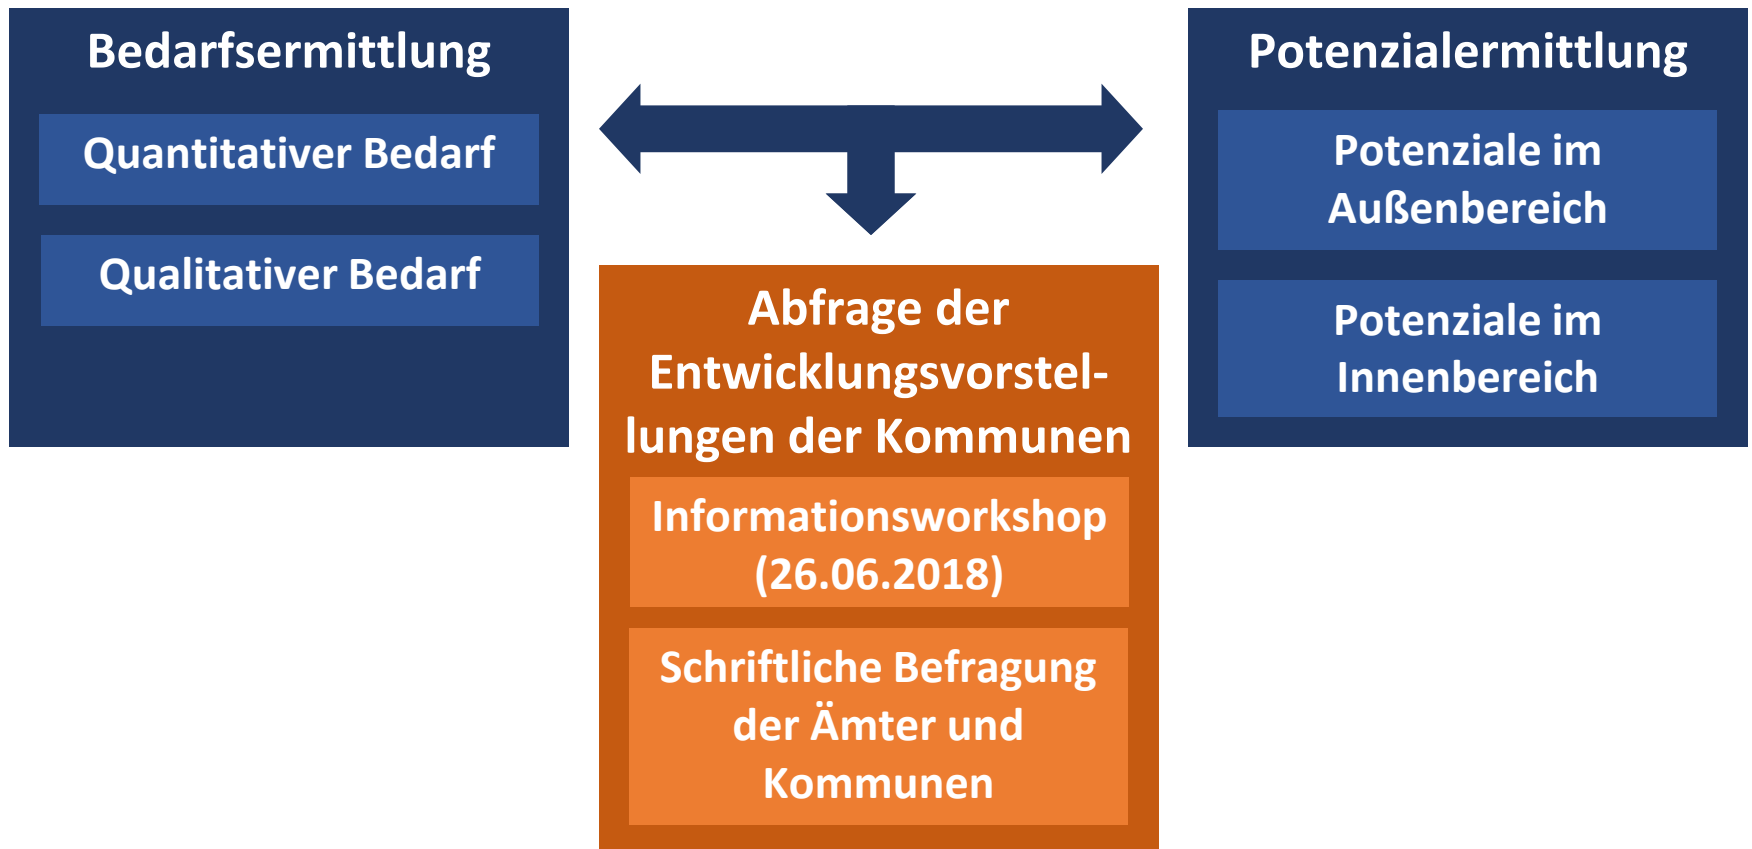 Bedarfsermittlung
Quantitativer Bedarf
Qualitativer Bedarf
Abfrage der
Entwicklungsvorstel-
lungen der Kommunen
Informationsworkshop
(26.06.2018)
Schriftliche Befragung
der Ämter und
Kommunen
Potenzialermittlung
Potenziale im
Außenbereich
Potenziale im
Innenbereich